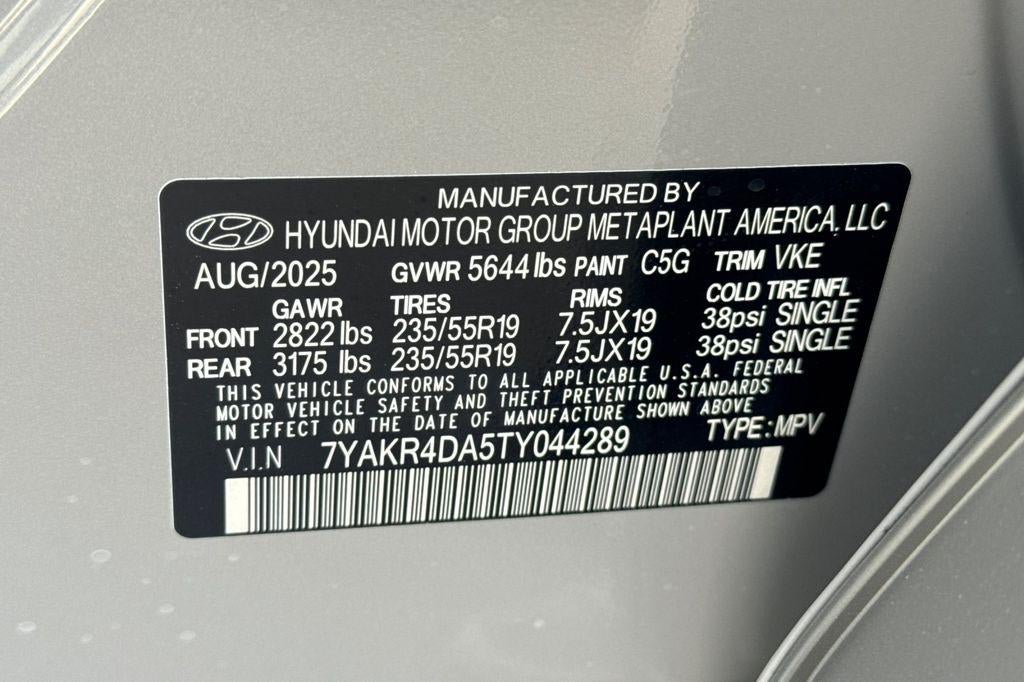 MANUFACTURED BY
HYUNDAI MOTOR GROUP METAPLANT AMERICA, LLC
AUG/2025 GVWR 5644 lbs PAINT C5G TRIM VKE
GAWR TIRES RIMS COLD TIRE INFL
FRONT 2822 lbs 235/55R19 7.5JX19 38psi SINGLE
REAR 3175 lbs 235/55R19 7.5JX19 38psi SINGLE
THIS VEHICLE CONFORMS TO ALL APPLICABLE U.S.A. FEDERAL
MOTOR VEHICLE SAFETY AND THEFT PREVENTION STANDARDS
IN EFFECT ON THE DATE OF MANUFACTURE SHOWN ABOVE
V.I.N 7YAKR4DA5TY044289 TYPE:MPV